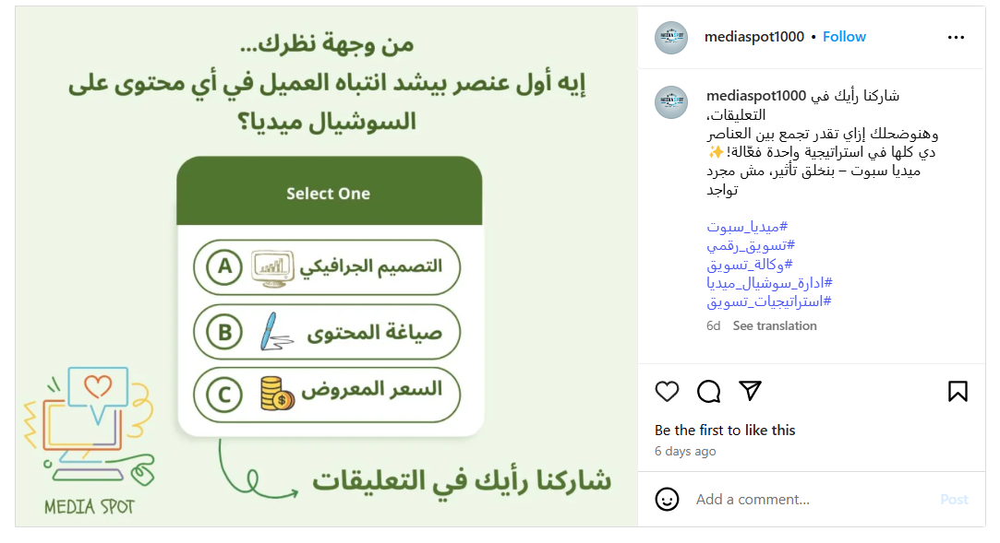 من وجهة نظرك...
إيه أول عنصر بيشد انتباه العميل في أي محتوى على
السوشيال ميديا؟
Select One
A التصميم الجرافيكي
B صياغة المحتوى
C السعر المعروض
شاركنا رأيك في التعليقات
MEDIA SPOT
mediaspot1000 • Follow
mediaspot1000 شاركنا رأيك في
التعليقات،
وهنوضحلك إزاي تقدر تجمع بين العناصر
دي كلها في استراتيجية واحدة فعّالة!✨
ميديا سبوت – بنخلق تأثير، مش مجرد
تواجد
#ميديا_سبوت
#تسويق_رقمي
#وكالة_تسويق
#ادارة_سوشيال_ميديا
#استراتيجيات_تسويق
6d See translation
Be the first to like this
6 days ago
Add a comment...
Post